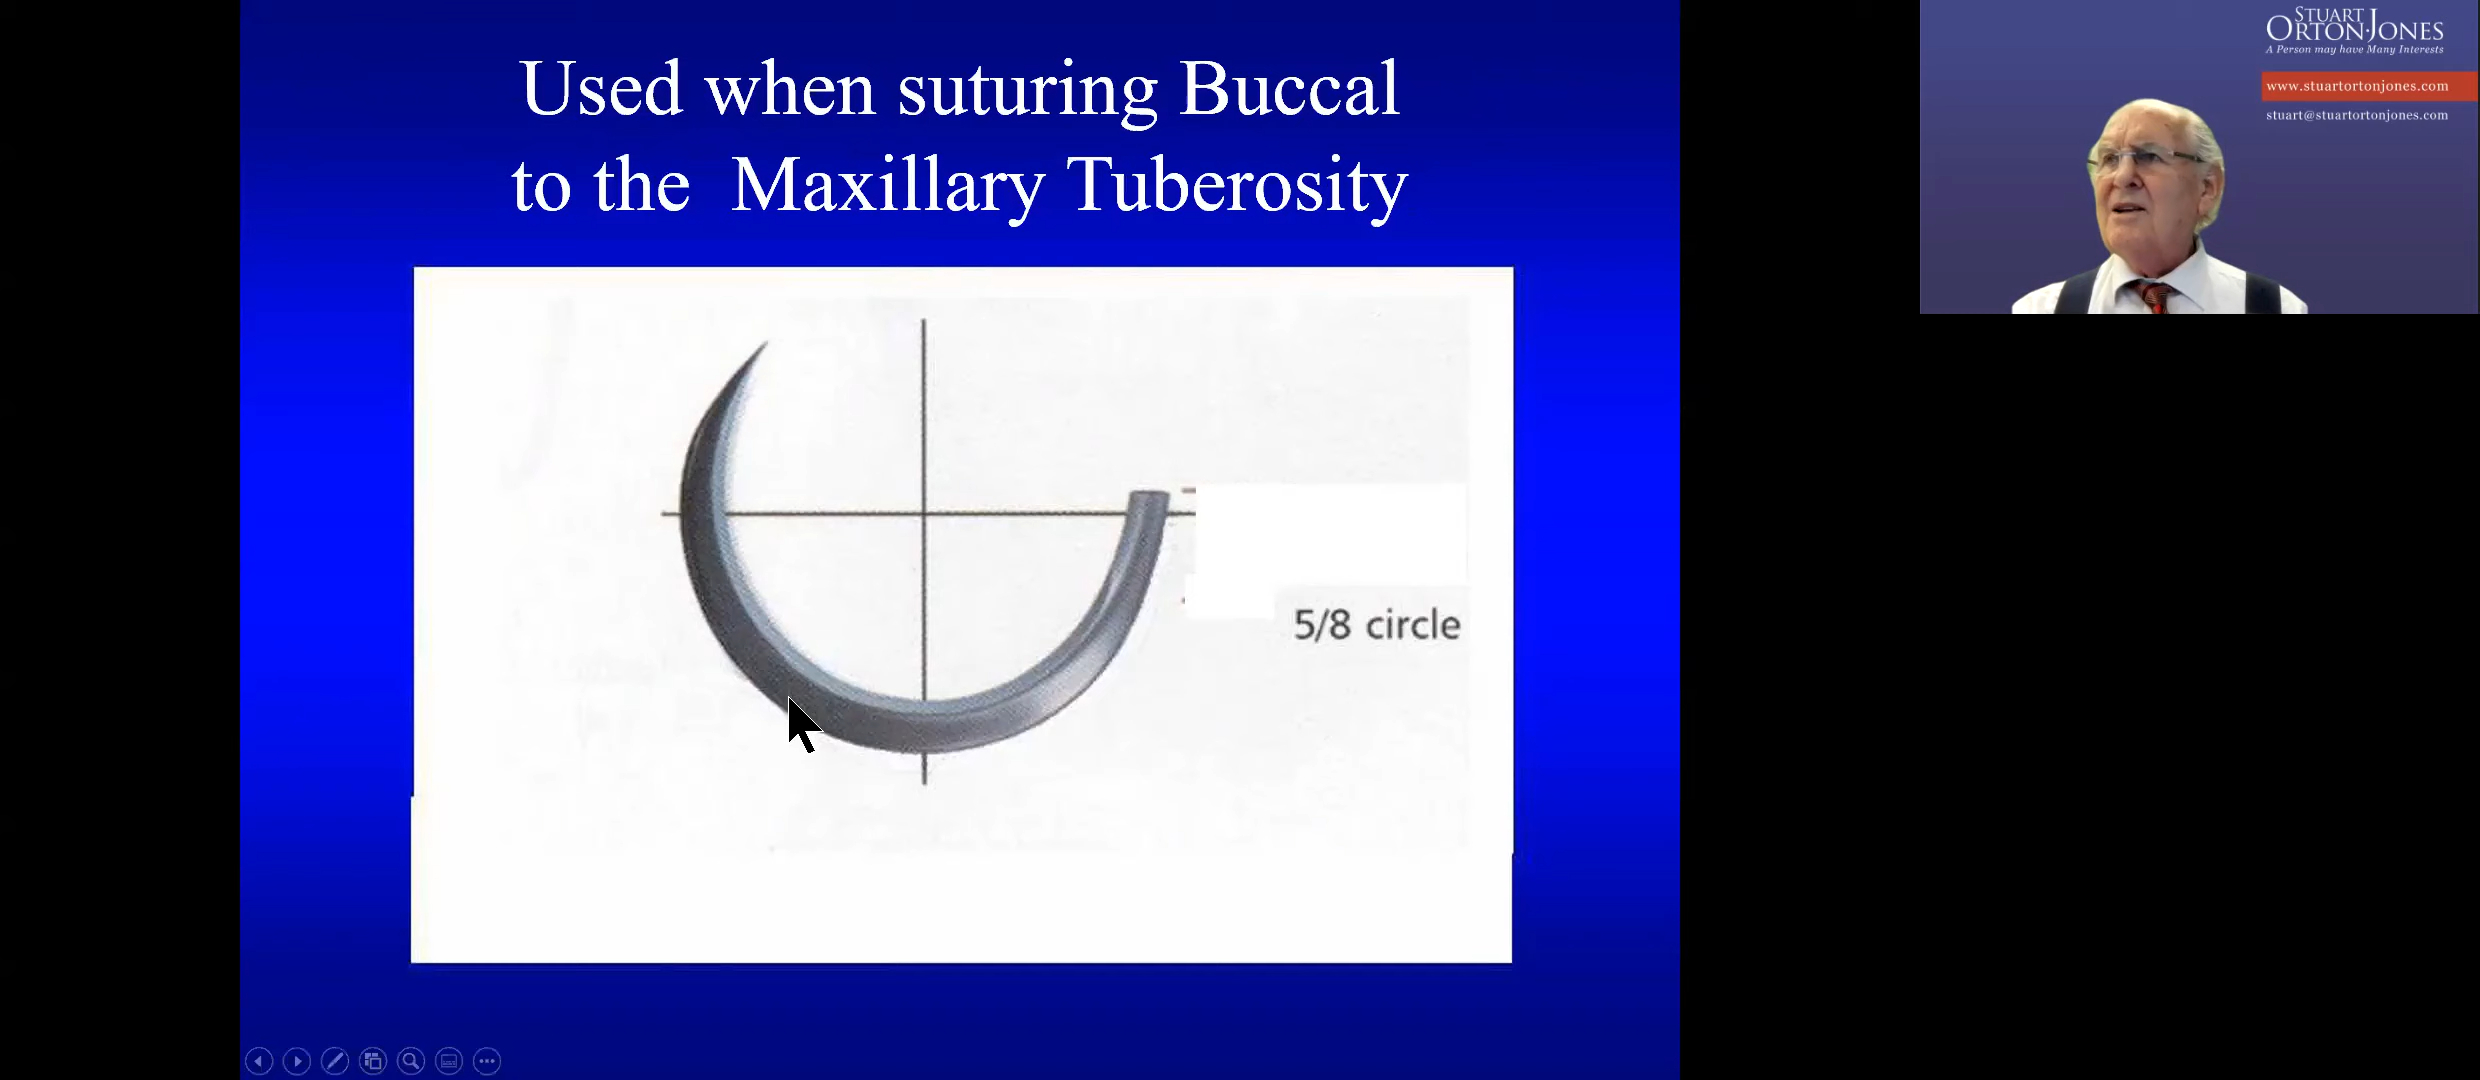 Used when suturing Buccal
to the Maxillary Tuberosity
5/8 circle
STUART
ORTON-JONES
A Person may have Many Interests
www.stuartortonjones.com
stuart@stuartortonjones.com